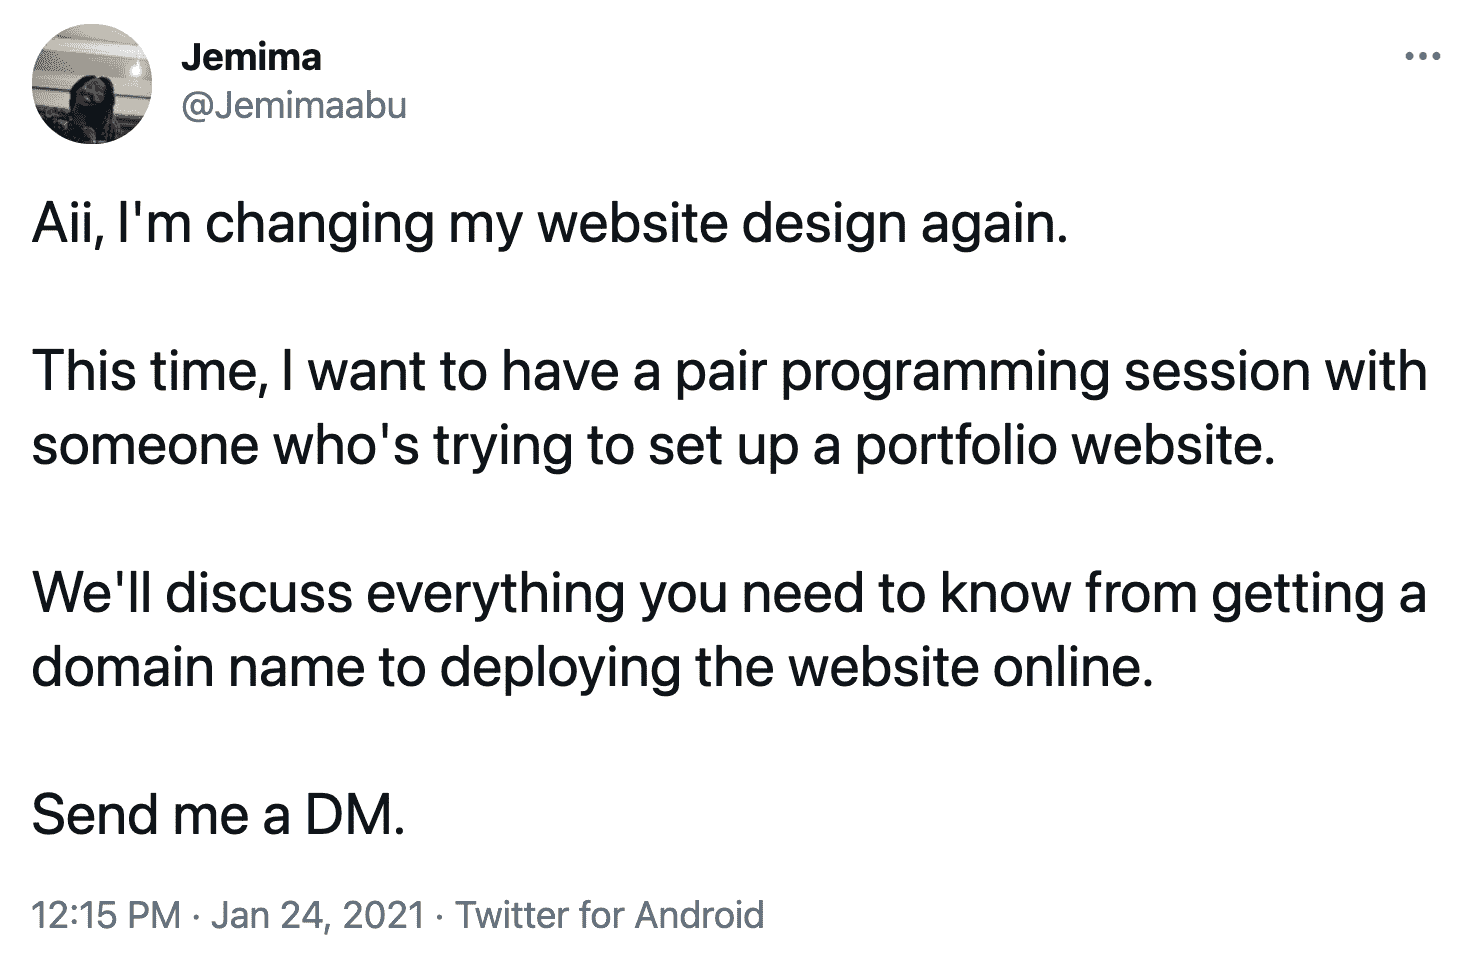 Jemima
@Jemimaabu
Aii, I'm changing my website design again.
This time, I want to have a pair programming session with
someone who's trying to set up a portfolio website.
We'll discuss everything you need to know from getting a
domain name to deploying the website online.
Send me a DM.
12:15 PM · Jan 24, 2021 · Twitter for Android